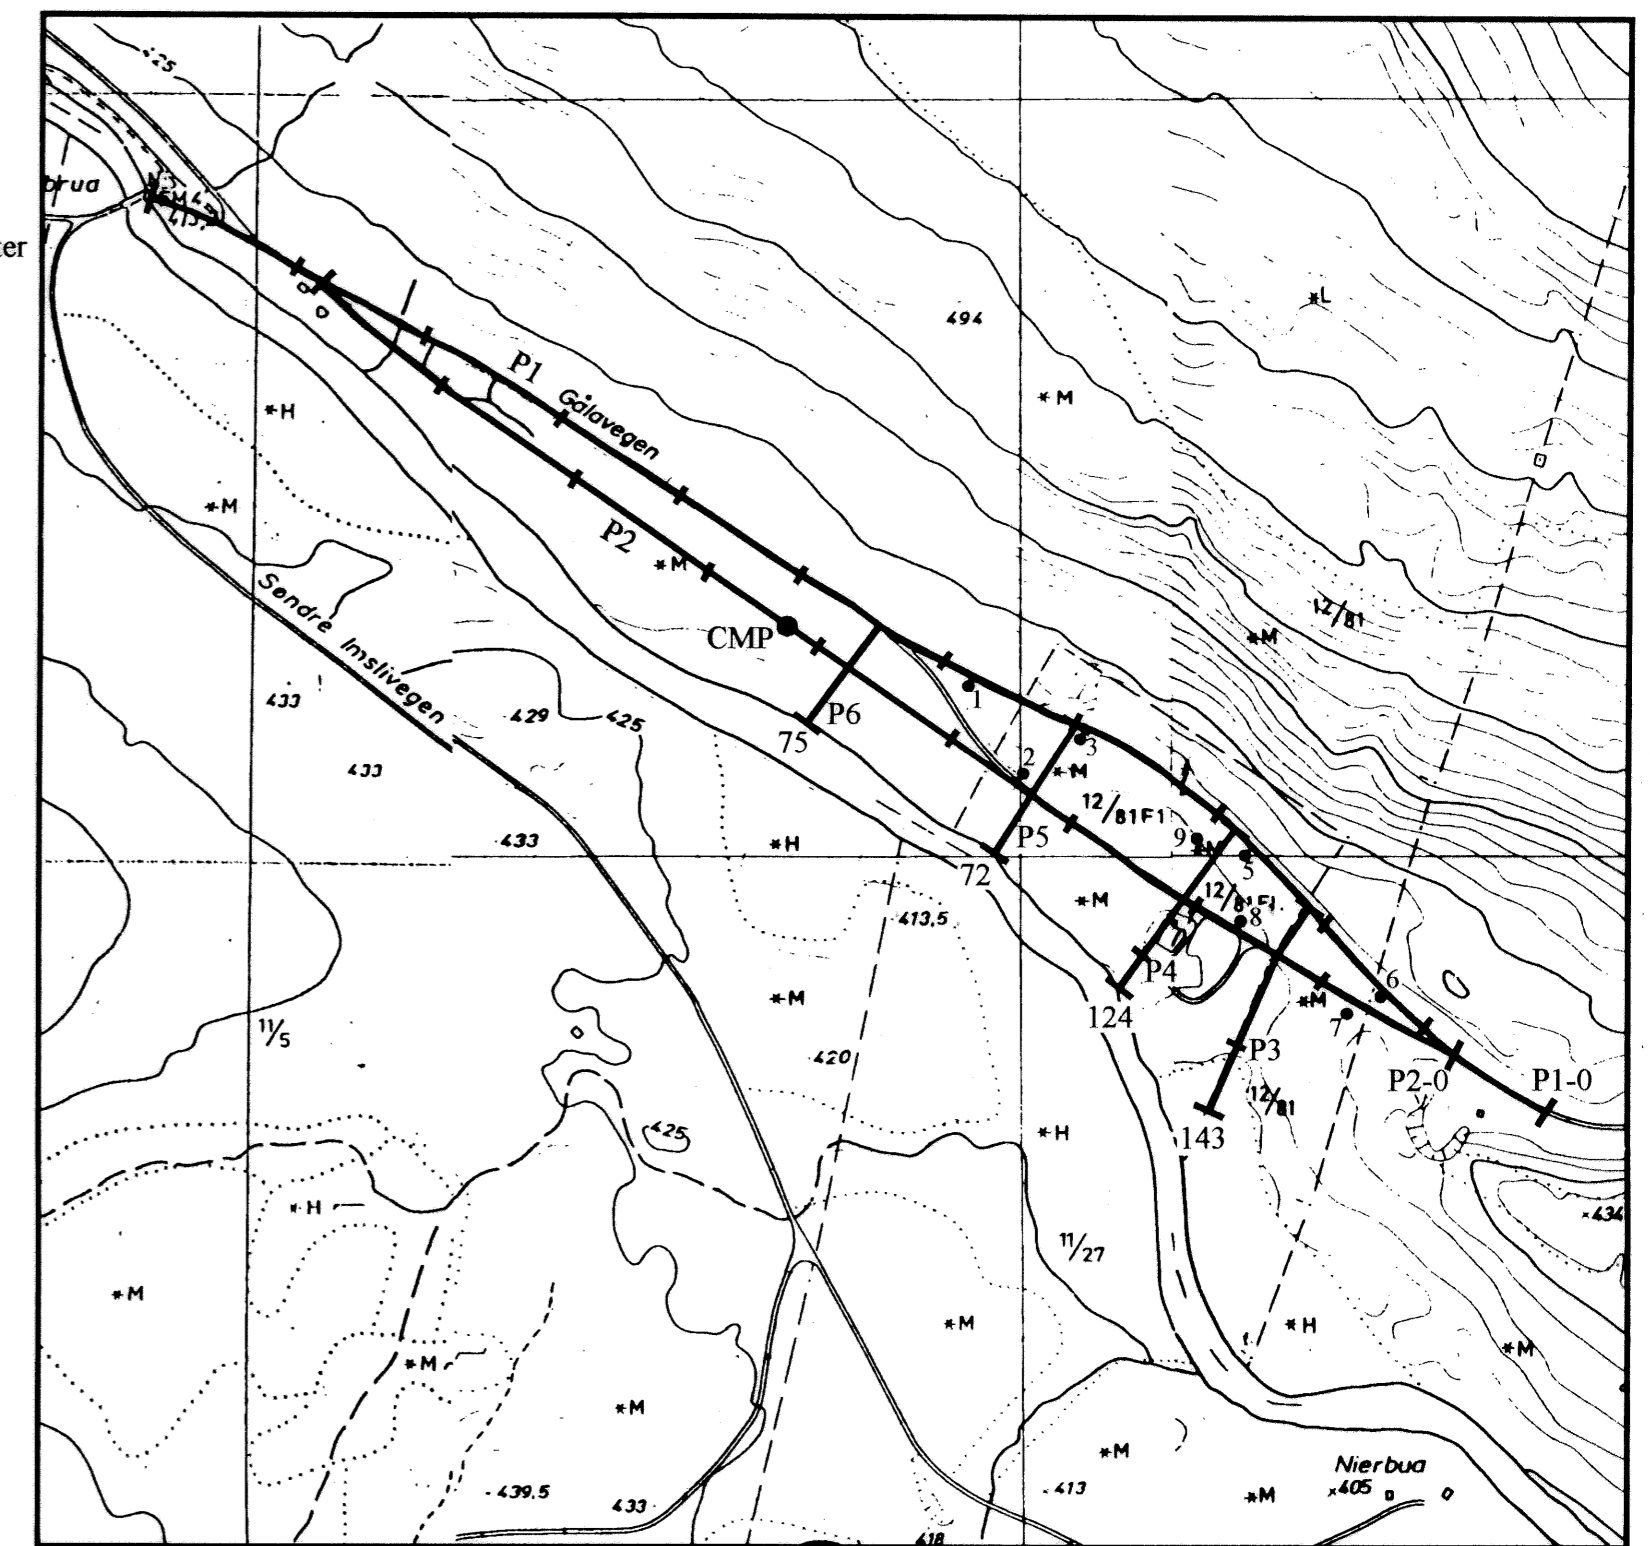 425
brua
ter
494
*L
*M
*H
P1
Gålavegen
*M
P2
*M
12/81
*M
CMP
Søndre Imslivegen
433
·429
425
P6
75
1
2
3
*M
433
12/81F1
·433
*H
P5
72
9
5
*M
·413,5
8
P4
*M
6
7
*M
124
11/5
·420
P3
P2-0
P1-0
12/81
143
425
*H
*H
×434
11/27
*M
*M
*H
*M
*M
*M
*M
Nierbua
·439,5
433
·413
*M
×405
418